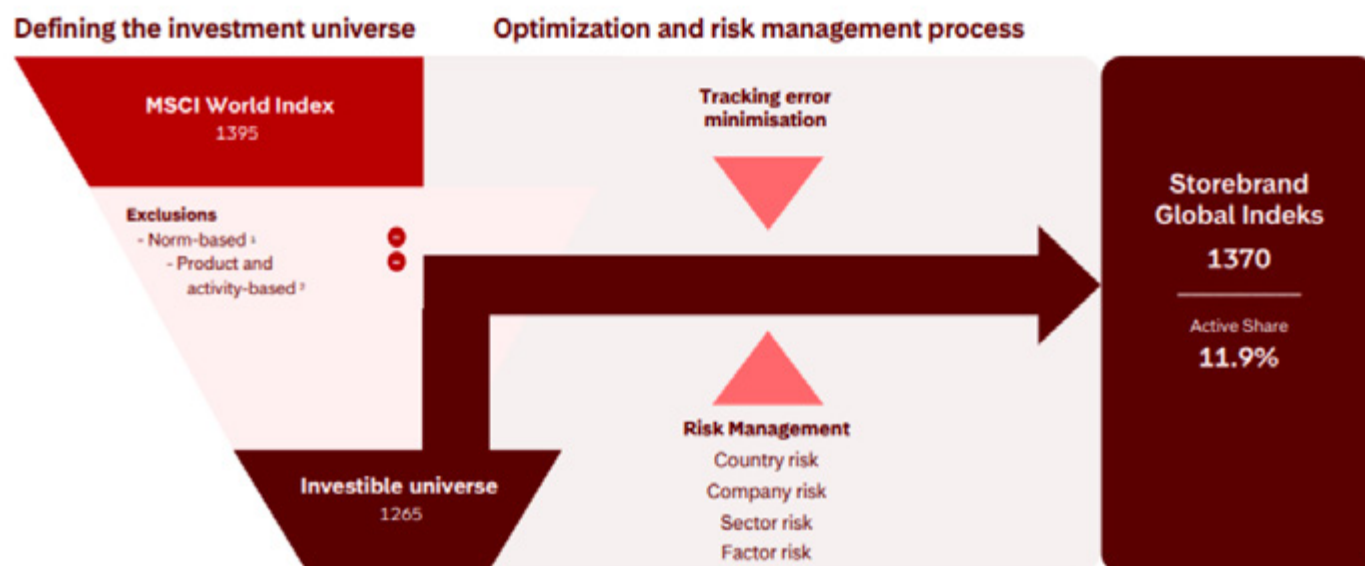 Defining the investment universe
Optimization and risk management process
MSCI World Index
1395
Exclusions
- Norm-based ¹
- Product and
activity-based ²
Investible universe
1265
Tracking error
minimisation
Risk Management
Country risk
Company risk
Sector risk
Factor risk
Storebrand
Global Indeks
1370
Active Share
11.9%